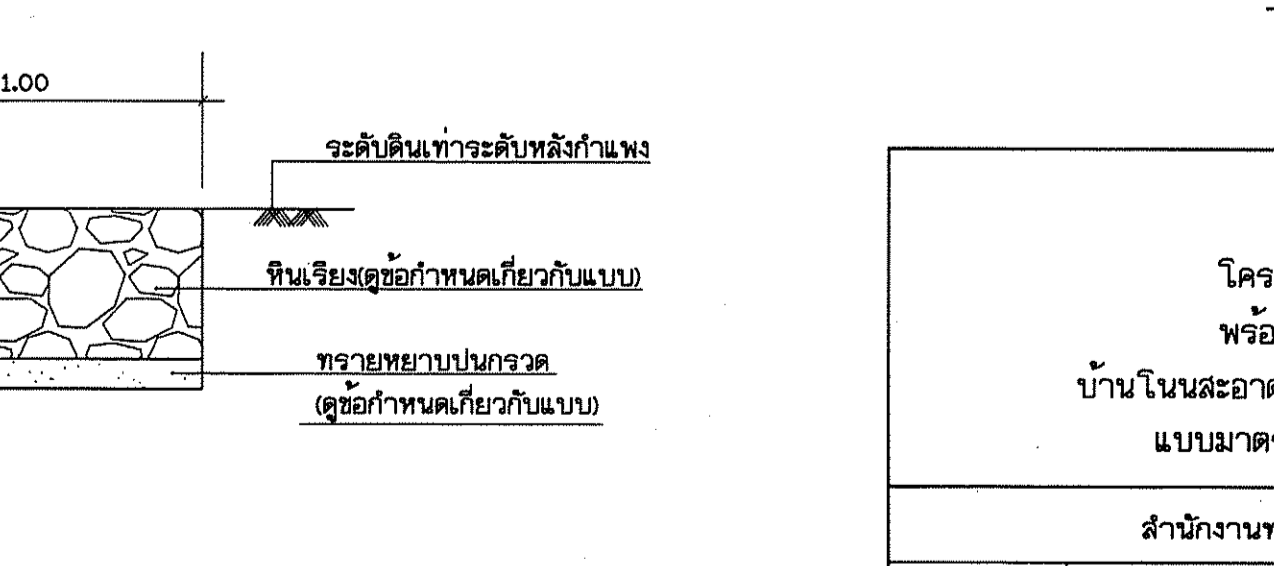 1.00
ระดับดินเท่าระดับหลังกำแพง
หินเรียง(ดูข้อกำหนดเกี่ยวกับแบบ)
ทรายหยาบปนกรวด
(ดูข้อกำหนดเกี่ยวกับแบบ)
โคร
พร้อ
บ้านโนนสะอาด
แบบมาตร
สำนักงานท